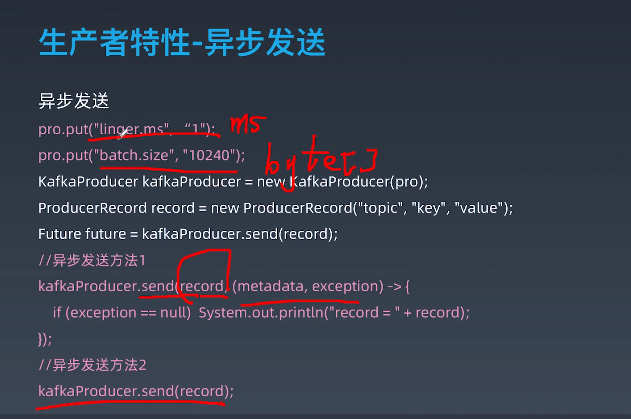 生产者特性-异步发送
异步发送
pro.put("linger.ms", “1");
ms
pro.put("batch.size", "10240");
byte[]
KafkaProducer kafkaProducer = new KafkaProducer(pro);
ProducerRecord record = new ProducerRecord("topic", "key", "value");
Future future = kafkaProducer.send(record);
//异步发送方法1
kafkaProducer.send(record, (metadata, exception) -> {
if (exception == null) System.out.println("record = " + record);
});
//异步发送方法2
kafkaProducer.send(record);